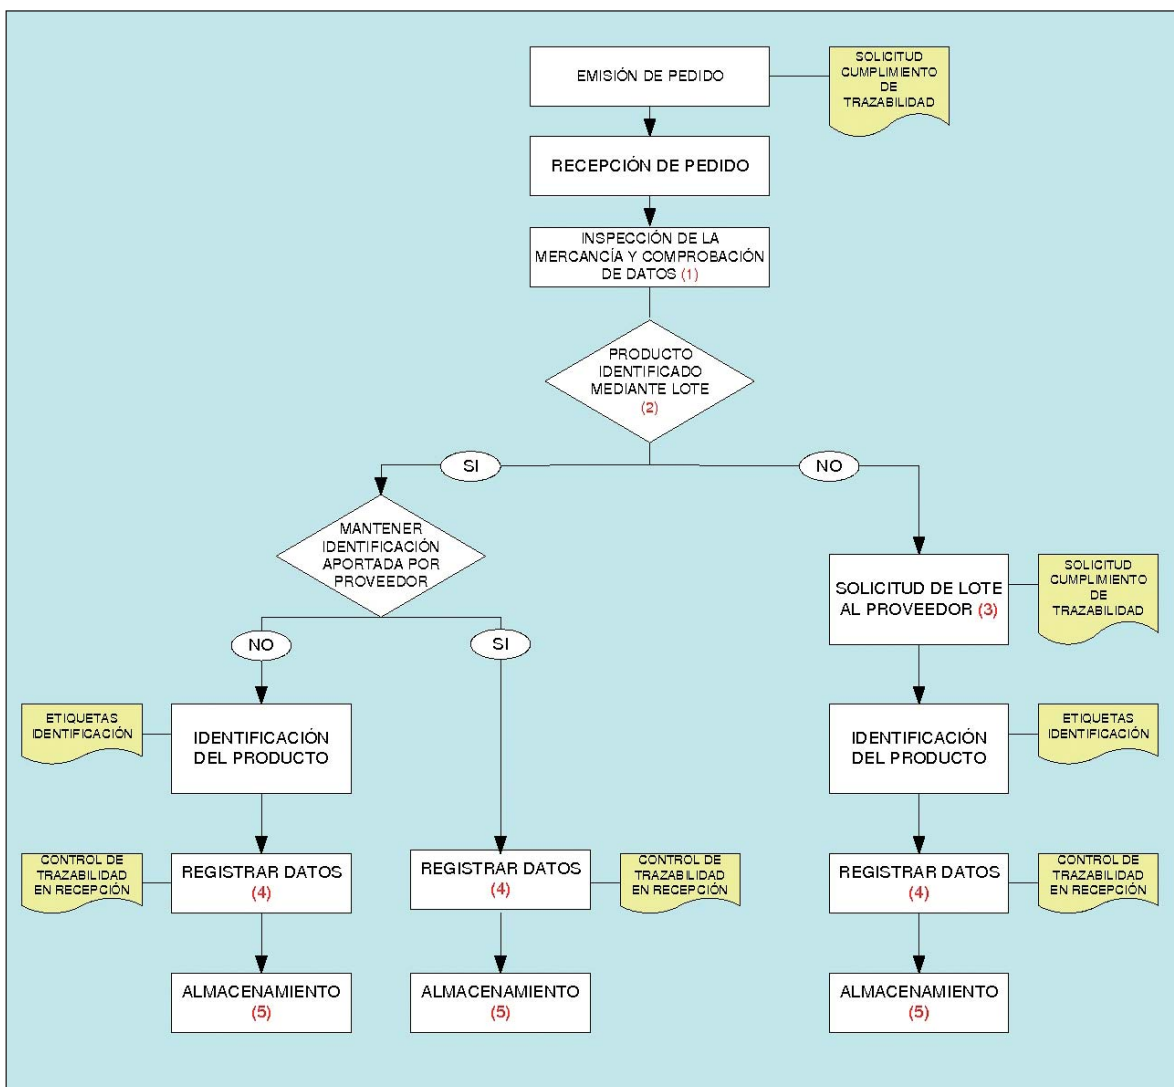 EMISIÓN DE PEDIDO
SOLICITUD
CUMPLIMIENTO
DE
TRAZABILIDAD
RECEPCIÓN DE PEDIDO
INSPECCIÓN DE LA
MERCANCÍA Y COMPROBACIÓN
DE DATOS (1)
PRODUCTO
IDENTIFICADO
MEDIANTE LOTE
(2)
SI
NO
MANTENER
IDENTIFICACIÓN
APORTADA POR
PROVEEDOR
SOLICITUD DE LOTE
AL PROVEEDOR (3)
SOLICITUD
CUMPLIMIENTO
DE
TRAZABILIDAD
NO
SI
ETIQUETAS
IDENTIFICACIÓN
IDENTIFICACIÓN
DEL PRODUCTO
IDENTIFICACIÓN
DEL PRODUCTO
ETIQUETAS
IDENTIFICACIÓN
CONTROL DE
TRAZABILIDAD
EN RECEPCIÓN
REGISTRAR DATOS
(4)
REGISTRAR DATOS
(4)
CONTROL DE
TRAZABILIDAD
EN RECEPCIÓN
REGISTRAR DATOS
(4)
CONTROL DE
TRAZABILIDAD
EN RECEPCIÓN
ALMACENAMIENTO
(5)
ALMACENAMIENTO
(5)
ALMACENAMIENTO
(5)